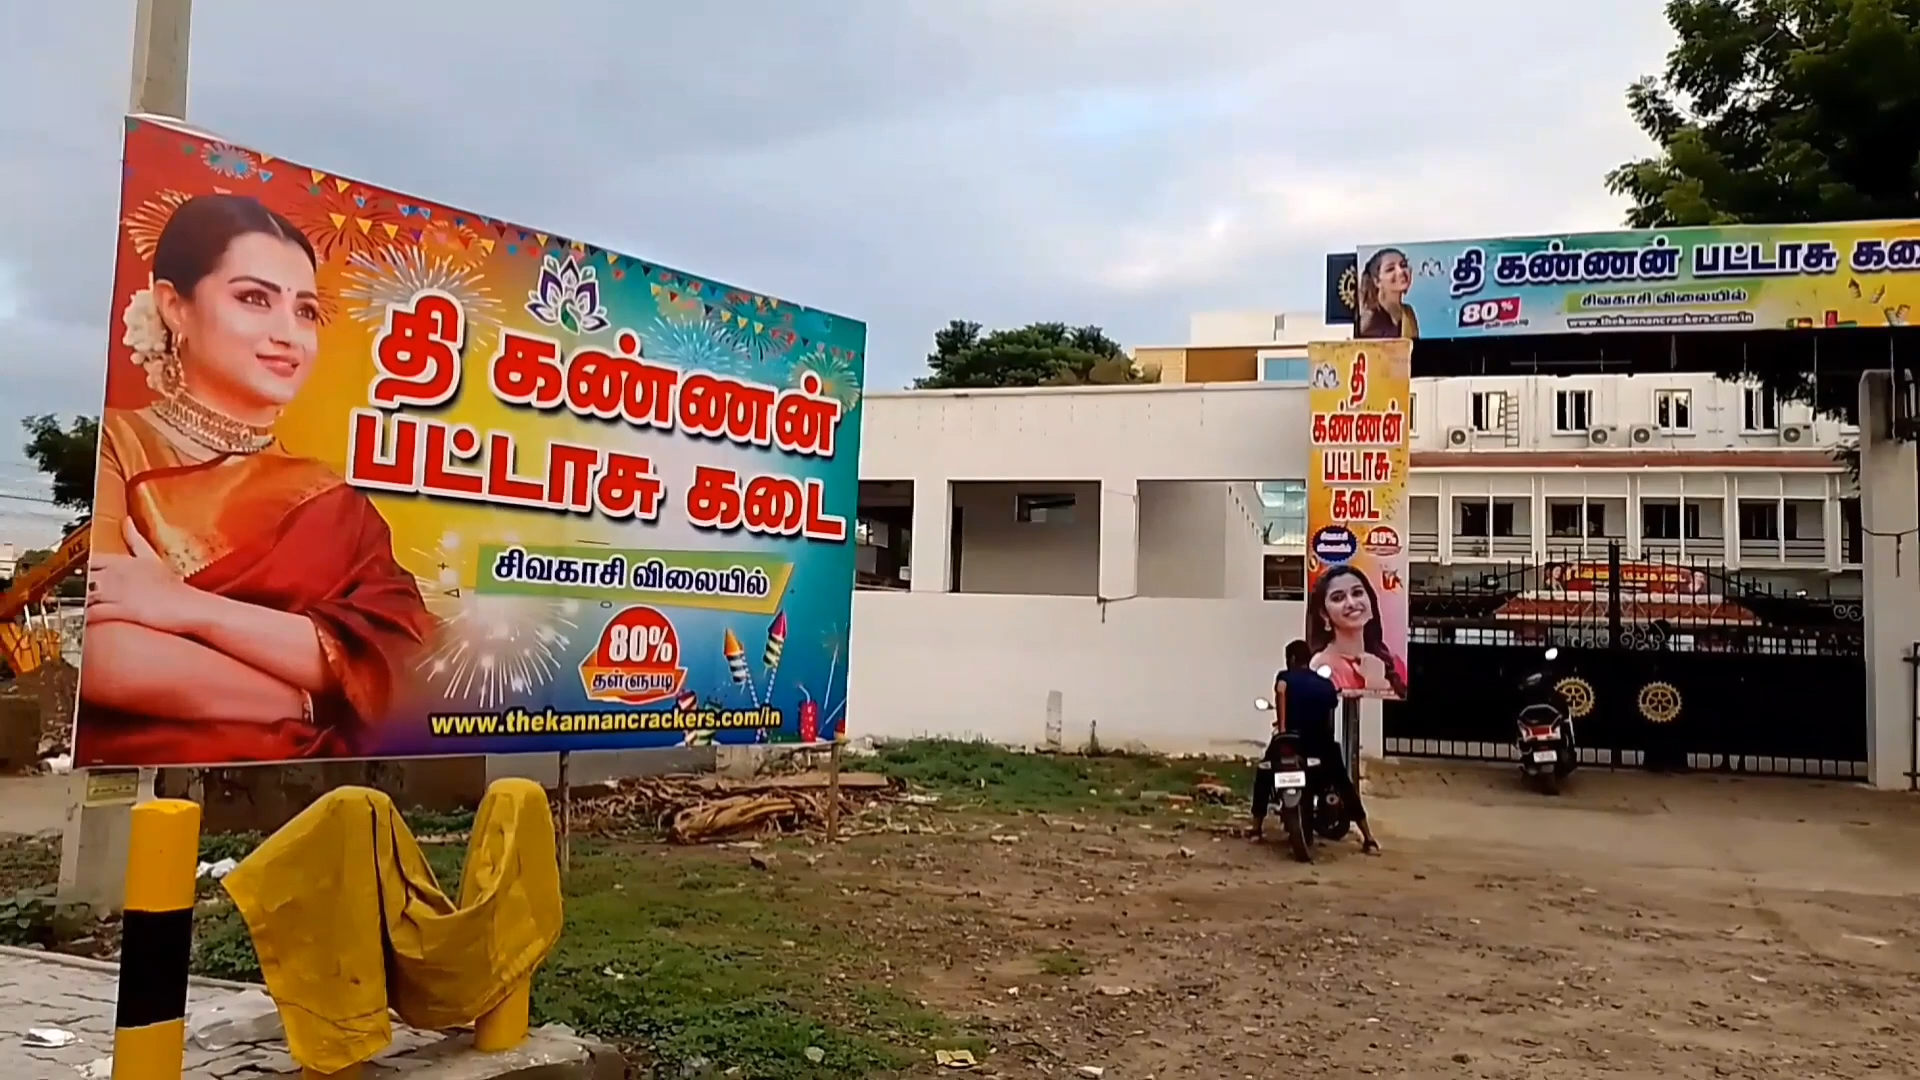 தி கண்ணன்
பட்டாசு கடை
சிவகாசி விலையில்
80%
தள்ளுபடி
www.thekannancrackers.com/in
தி கண்ணன் பட்டாசு கடை
சிவகாசி விலையில்
80%
www.thekannancrackers.com/in
தி
கண்ணன்
பட்டாசு
கடை
சிவகாசி
விலையில்
80%